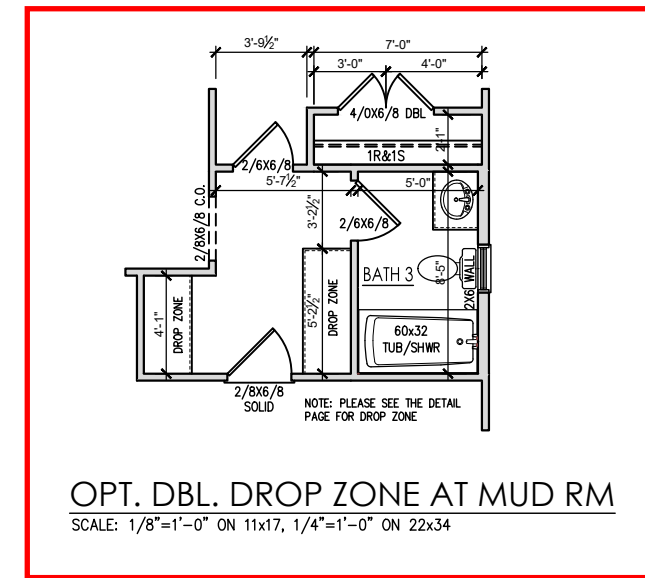 3'-9½" 7'-0"
3'-0" 4'-0"
4/0X6/8 DBL
2'-1"
1R&1S
2/6X6/8
5'-7½" 5'-0"
2/8X6/8 C.O.
3'-2½"
2/6X6/8
BATH 3
8'-5"
2X6 WALL
4'-1"
DROP ZONE
5'-2½"
DROP ZONE
60x32
TUB/SHWR
2/8X6/8
SOLID
NOTE: PLEASE SEE THE DETAIL
PAGE FOR DROP ZONE
OPT. DBL. DROP ZONE AT MUD RM
SCALE: 1/8"=1'-0" ON 11x17, 1/4"=1'-0" ON 22x34